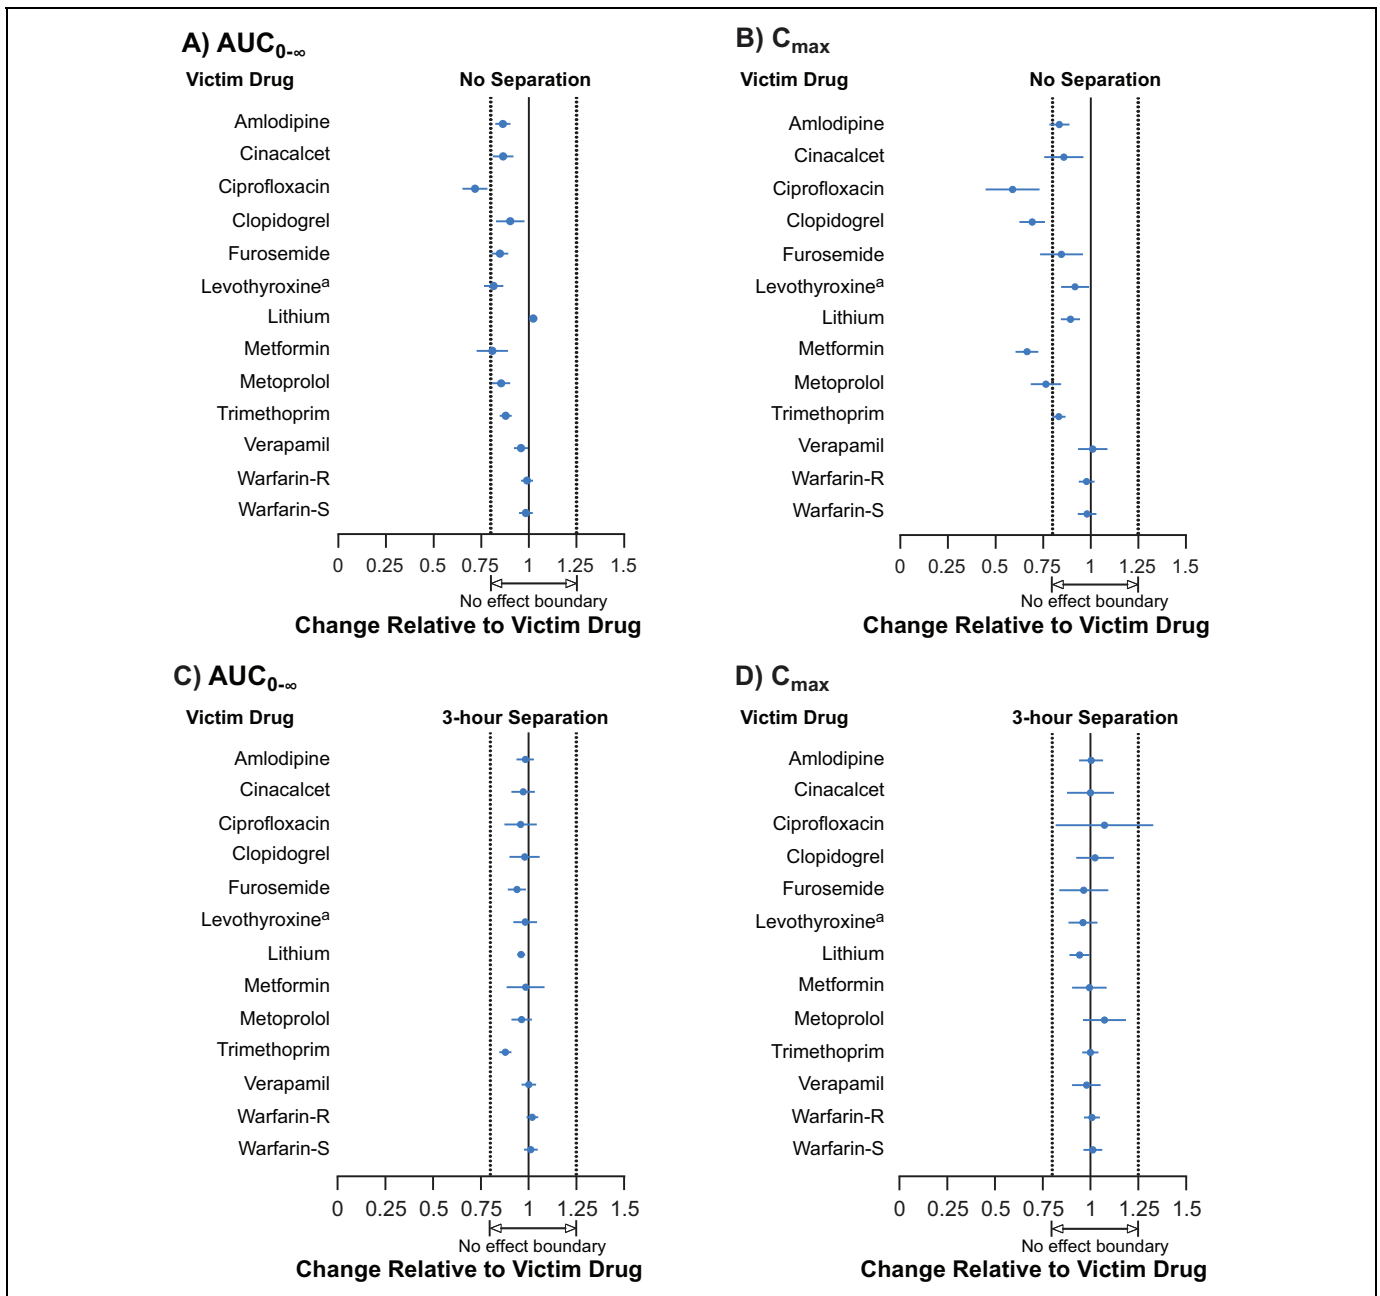 A) AUC0-∞
Victim Drug No Separation
Amlodipine
Cinacalcet
Ciprofloxacin
Clopidogrel
Furosemide
Levothyroxineª
Lithium
Metformin
Metoprolol
Trimethoprim
Verapamil
Warfarin-R
Warfarin-S
0 0.25 0.5 0.75 1 1.25 1.5
No effect boundary
Change Relative to Victim Drug
B) Cmax
Victim Drug No Separation
Amlodipine
Cinacalcet
Ciprofloxacin
Clopidogrel
Furosemide
Levothyroxineª
Lithium
Metformin
Metoprolol
Trimethoprim
Verapamil
Warfarin-R
Warfarin-S
0 0.25 0.5 0.75 1 1.25 1.5
No effect boundary
Change Relative to Victim Drug
C) AUC0-∞
Victim Drug 3-hour Separation
Amlodipine
Cinacalcet
Ciprofloxacin
Clopidogrel
Furosemide
Levothyroxineª
Lithium
Metformin
Metoprolol
Trimethoprim
Verapamil
Warfarin-R
Warfarin-S
0 0.25 0.5 0.75 1 1.25 1.5
No effect boundary
Change Relative to Victim Drug
D) Cmax
Victim Drug 3-hour Separation
Amlodipine
Cinacalcet
Ciprofloxacin
Clopidogrel
Furosemide
Levothyroxineª
Lithium
Metformin
Metoprolol
Trimethoprim
Verapamil
Warfarin-R
Warfarin-S
0 0.25 0.5 0.75 1 1.25 1.5
No effect boundary
Change Relative to Victim Drug